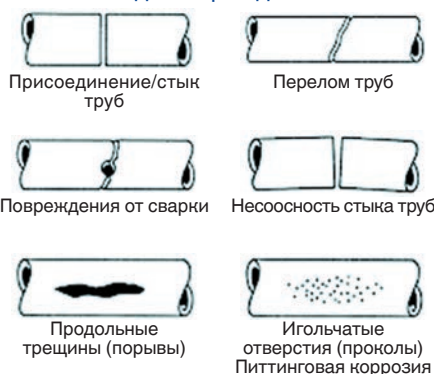 Присоединение/стык
труб
Перелом труб
Повреждения от сварки
Несоосность стыка труб
Продольные
трещины (порывы)
Игольчатые
отверстия (проколы)
Питтинговая коррозия